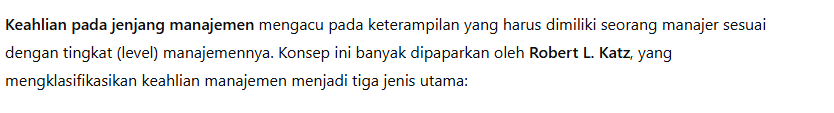 Keahlian pada jenjang manajemen mengacu pada keterampilan yang harus dimiliki seorang manajer sesuai
dengan tingkat (level) manajemennya. Konsep ini banyak dipaparkan oleh Robert L. Katz, yang
mengklasifikasikan keahlian manajemen menjadi tiga jenis utama: